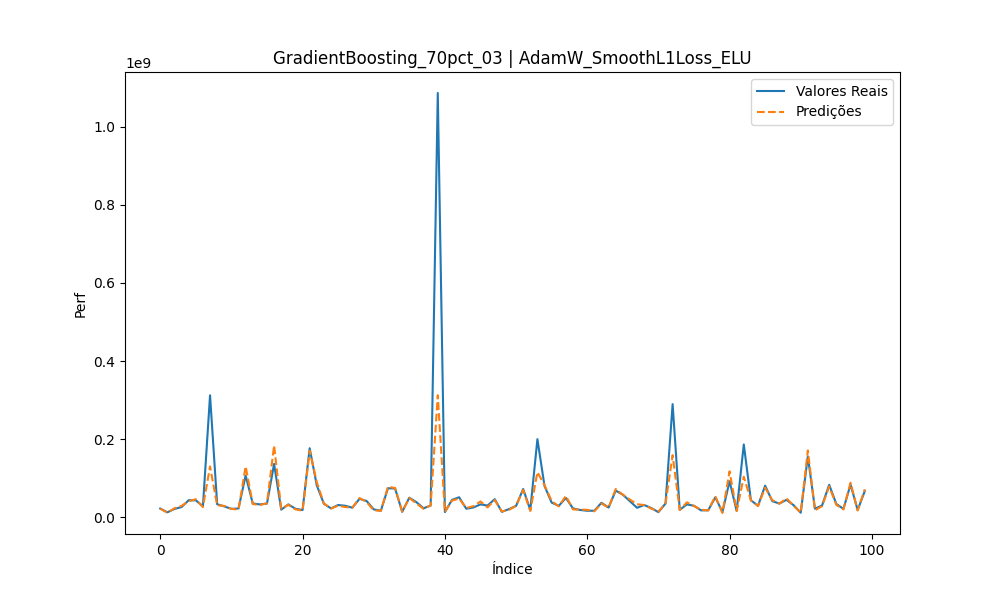 GradientBoosting_70pct_03 | AdamW_SmoothL1Loss_ELU
1e9
Valores Reais
Predições
1.0
0.8
0.6
0.4
0.2
0.0
Perf
0 20 40 60 80 100
Índice